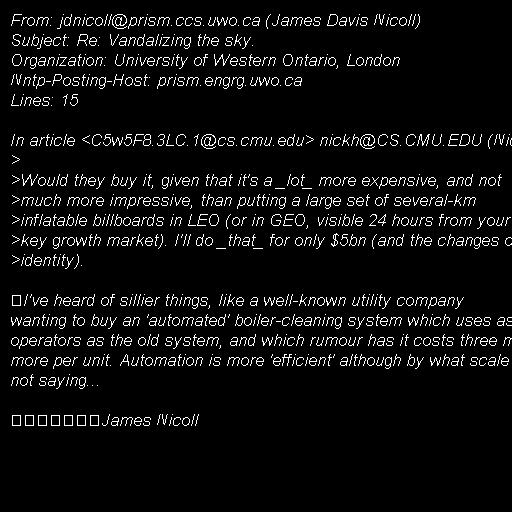 From: jdnicoll@prism.ccs.uwo.ca (James Davis Nicoll)
Subject: Re: Vandalizing the sky.
Organization: University of Western Ontario, London
Nntp-Posting-Host: prism.engrg.uwo.ca
Lines: 15

In article <C5w5F8.3LC.1@cs.cmu.edu> nickh@CS.CMU.EDU (Nic
>
>Would they buy it, given that it's a _lot_ more expensive, and not
>much more impressive, than putting a large set of several-km
>inflatable billboards in LEO (or in GEO, visible 24 hours from your
>key growth market). I'll do _that_ for only $5bn (and the changes o
>identity).

I've heard of sillier things, like a well-known utility company
wanting to buy an 'automated' boiler-cleaning system which uses as
operators as the old system, and which rumour has it costs three m
more per unit. Automation is more 'efficient' although by what scale
not saying...

James Nicoll